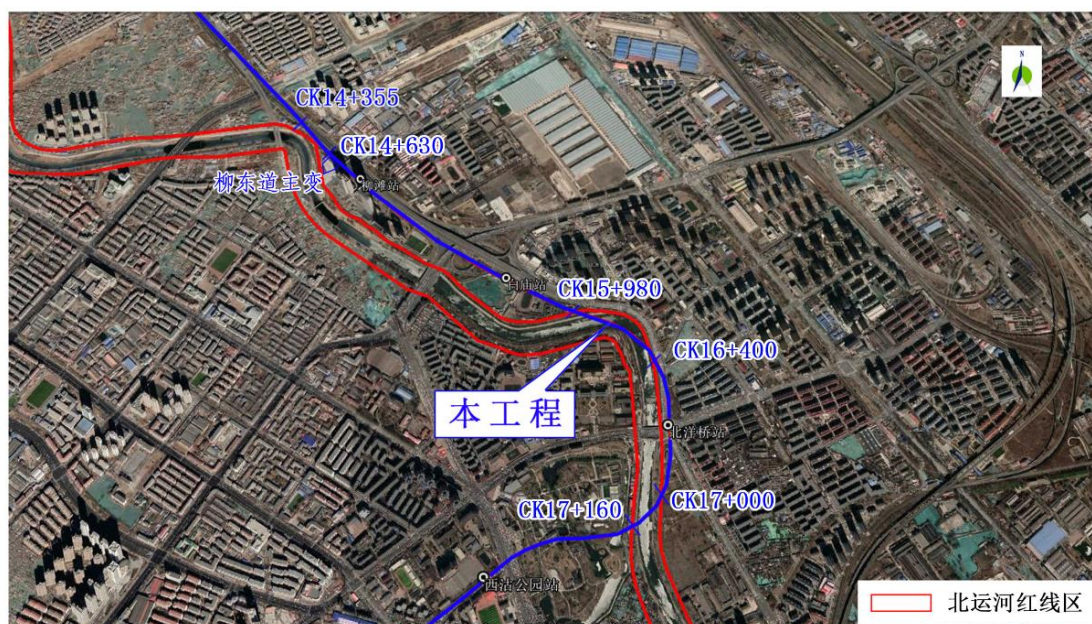 N
CK14+355
CK14+630
柳东道主变
柳滩站
白庙站
CK15+980
CK16+400
本工程
北洋桥站
CK17+160
CK17+000
西沽公园站
北运河红线区